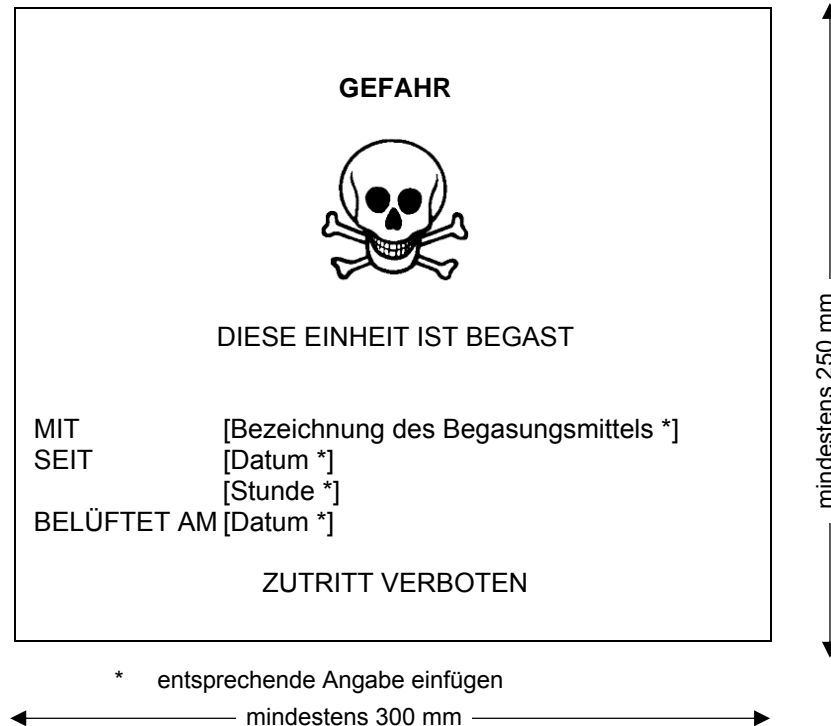 GEFAHR
DIESE EINHEIT IST BEGAST
MIT [Bezeichnung des Begasungsmittels *]
SEIT [Datum *]
[Stunde *]
BELÜFTET AM [Datum *]
ZUTRITT VERBOTEN
* entsprechende Angabe einfügen
mindestens 300 mm
mindestens 250 mm